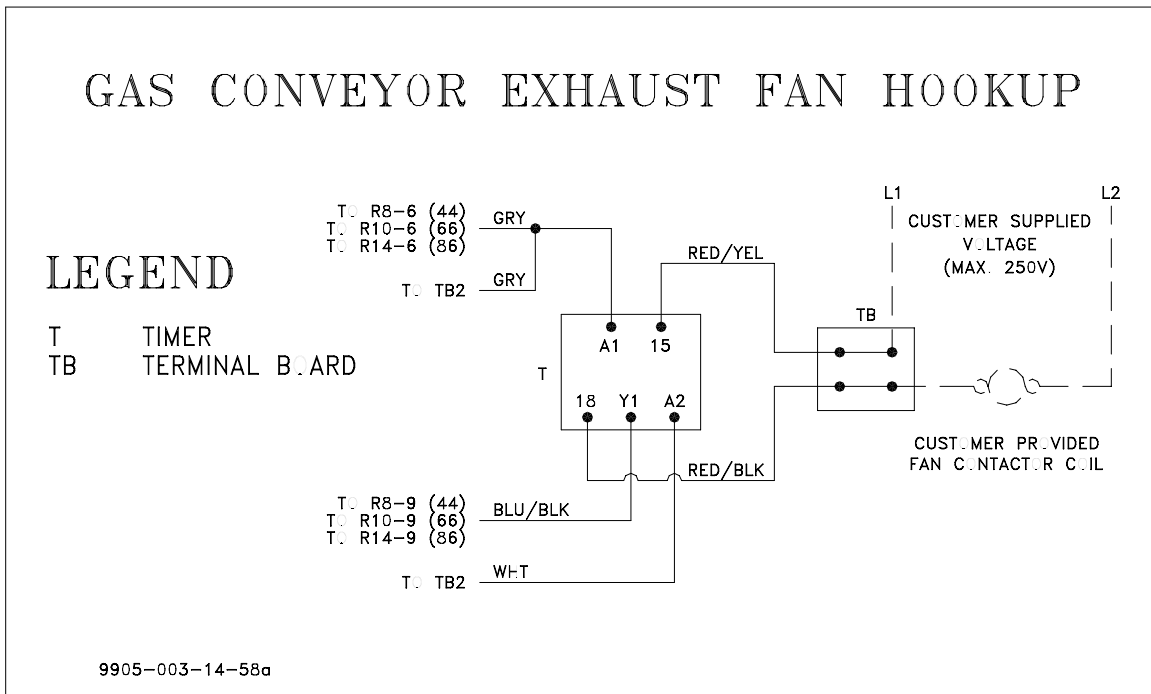 GAS CONVEYOR EXHAUST FAN HOOKUP
L1
L2
TO R8-6 (44)
TO R10-6 (66)
TO R14-6 (86)
GRY
CUSTOMER SUPPLIED
VOLTAGE
(MAX. 250V)
LEGEND
RED/YEL
TO TB2
GRY
T TIMER
TB TERMINAL BOARD
TB
A1 15
T
18 Y1 A2
CUSTOMER PROVIDED
FAN CONTACTOR COIL
RED/BLK
TO R8-9 (44)
TO R10-9 (66)
TO R14-9 (86)
BLU/BLK
TO TB2
WHT
9905-003-14-58a